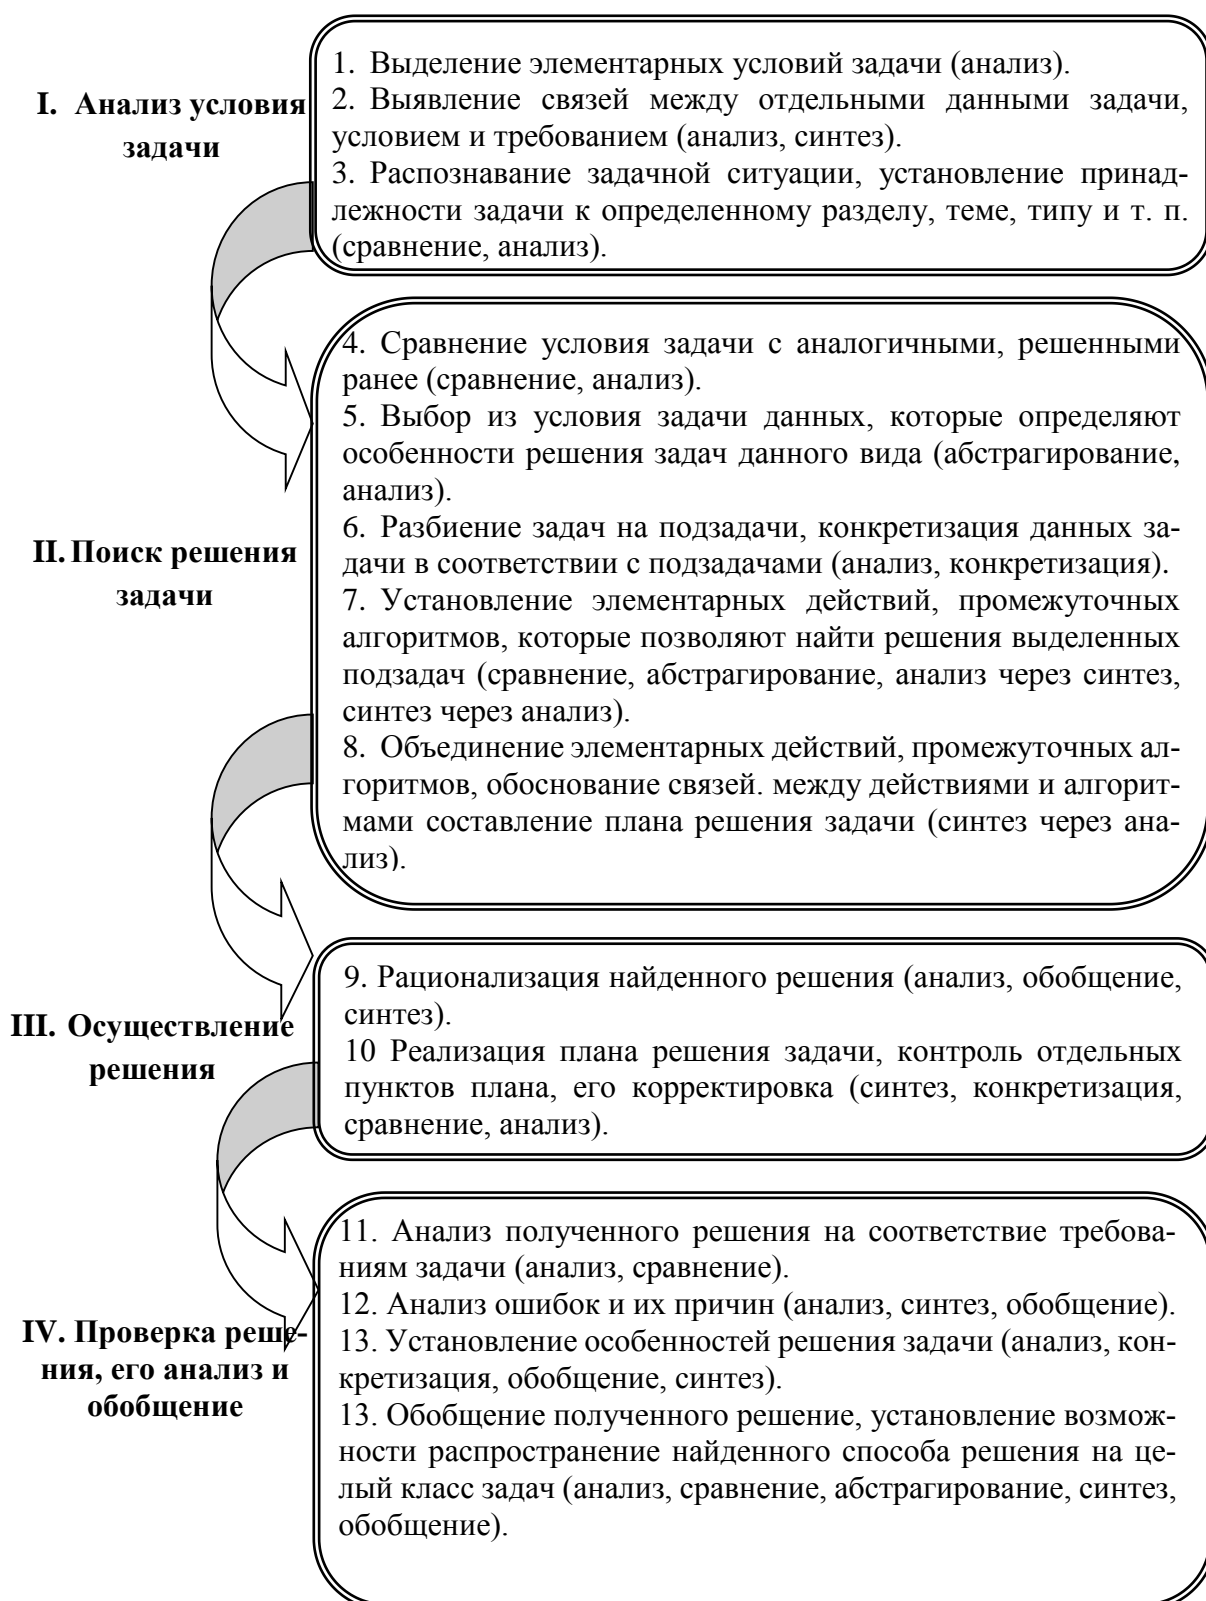 I. Анализ условия
задачи
1. Выделение элементарных условий задачи (анализ).
2. Выявление связей между отдельными данными задачи,
условием и требованием (анализ, синтез).
3. Распознавание задачной ситуации, установление принад-
лежности задачи к определенному разделу, теме, типу и т. п.
(сравнение, анализ).
II. Поиск решения
задачи
4. Сравнение условия задачи с аналогичными, решенными
ранее (сравнение, анализ).
5. Выбор из условия задачи данных, которые определяют
особенности решения задач данного вида (абстрагирование,
анализ).
6. Разбиение задач на подзадачи, конкретизация данных за-
дачи в соответствии с подзадачами (анализ, конкретизация).
7. Установление элементарных действий, промежуточных
алгоритмов, которые позволяют найти решения выделенных
подзадач (сравнение, абстрагирование, анализ через синтез,
синтез через анализ).
8. Объединение элементарных действий, промежуточных ал-
горитмов, обоснование связей. между действиями и алгорит-
мами составление плана решения задачи (синтез через ана-
лиз).
III. Осуществление
решения
9. Рационализация найденного решения (анализ, обобщение,
синтез).
10 Реализация плана решения задачи, контроль отдельных
пунктов плана, его корректировка (синтез, конкретизация,
сравнение, анализ).
IV. Проверка реше-
ния, его анализ и
обобщение
11. Анализ полученного решения на соответствие требова-
ниям задачи (анализ, сравнение).
12. Анализ ошибок и их причин (анализ, синтез, обобщение).
13. Установление особенностей решения задачи (анализ, кон-
кретизация, обобщение, синтез).
13. Обобщение полученного решение, установление возмож-
ности распространение найденного способа решения на це-
лый класс задач (анализ, сравнение, абстрагирование, синтез,
обобщение).